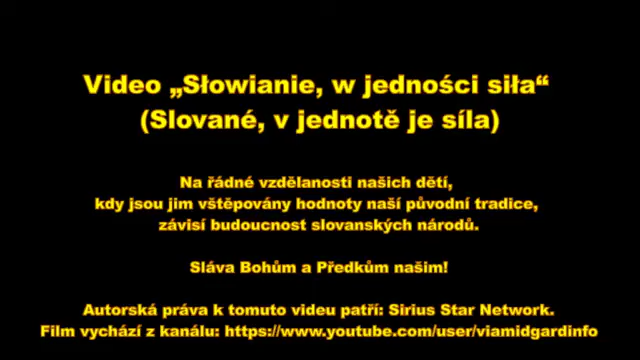 Video „Słowianie, w jedności siła“
(Slované, v jednotě je síla)
Na řádné vzdělanosti našich dětí,
kdy jsou jim vštěpovány hodnoty naší původní tradice,
závisí budoucnost slovanských národů.
Sláva Bohům a Předkům našim!
Autorská práva k tomuto videu patří: Sirius Star Network.
Film vychází z kanálu: https://www.youtube.com/user/viamidgardinfo